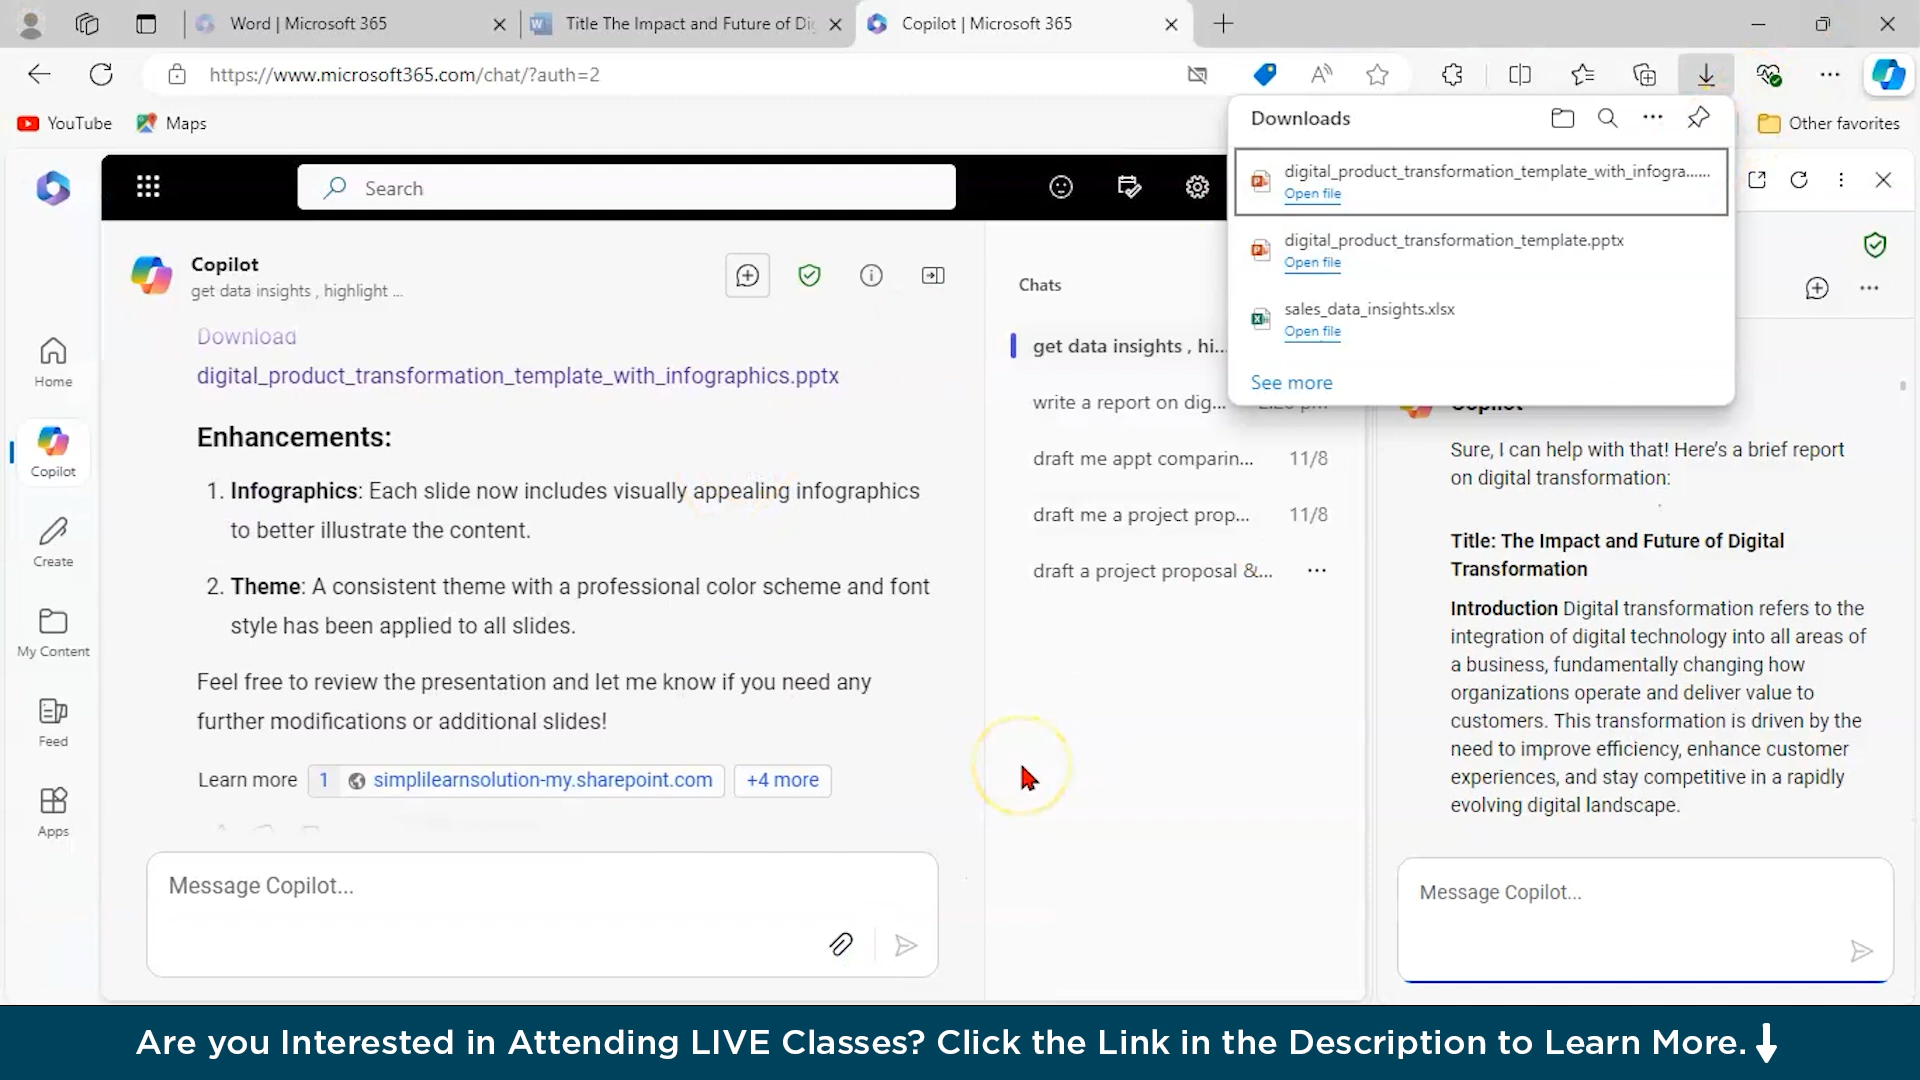 Word | Microsoft 365
Title The Impact and Future of Dig
Copilot | Microsoft 365
https://www.microsoft365.com/chat/?auth=2
YouTube
Maps
Other favorites
Downloads
digital_product_transformation_template_with_infogra......
Open file
digital_product_transformation_template.pptx
Open file
sales_data_insights.xlsx
Open file
See more
Search
Home
Copilot
Create
My Content
Feed
Apps
Copilot
get data insights , highlight ...
Download
digital_product_transformation_template_with_infographics.pptx
Enhancements:
1. Infographics: Each slide now includes visually appealing infographics
to better illustrate the content.
2. Theme: A consistent theme with a professional color scheme and font
style has been applied to all slides.
Feel free to review the presentation and let me know if you need any
further modifications or additional slides!
Learn more 1 simplilearnsolution-my.sharepoint.com +4 more
Message Copilot...
Chats
get data insights , hi...
write a report on dig...
draft me appt comparin... 11/8
draft me a project prop... 11/8
draft a project proposal &...
Copilot
Sure, I can help with that! Here's a brief report
on digital transformation:
Title: The Impact and Future of Digital
Transformation
Introduction Digital transformation refers to the
integration of digital technology into all areas of
a business, fundamentally changing how
organizations operate and deliver value to
customers. This transformation is driven by the
need to improve efficiency, enhance customer
experiences, and stay competitive in a rapidly
evolving digital landscape.
Message Copilot...
Are you Interested in Attending LIVE Classes? Click the Link in the Description to Learn More.